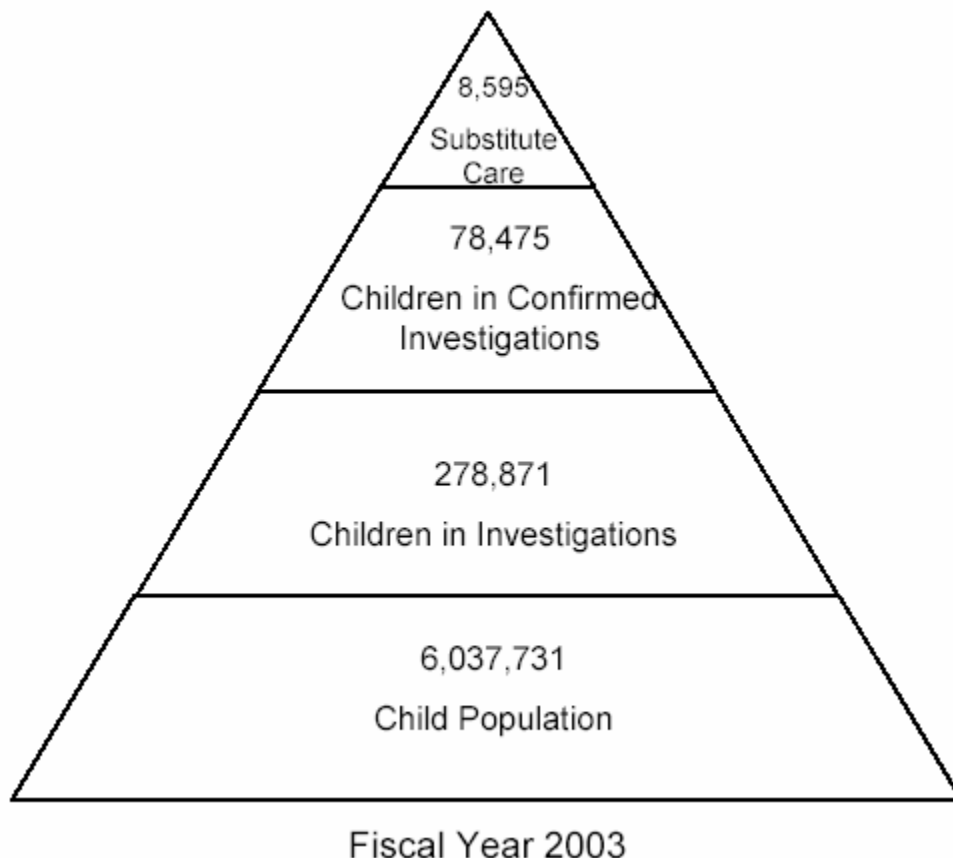 8,595
Substitute
Care
78,475
Children in Confirmed
Investigations
278,871
Children in Investigations
6,037,731
Child Population
Fiscal Year 2003